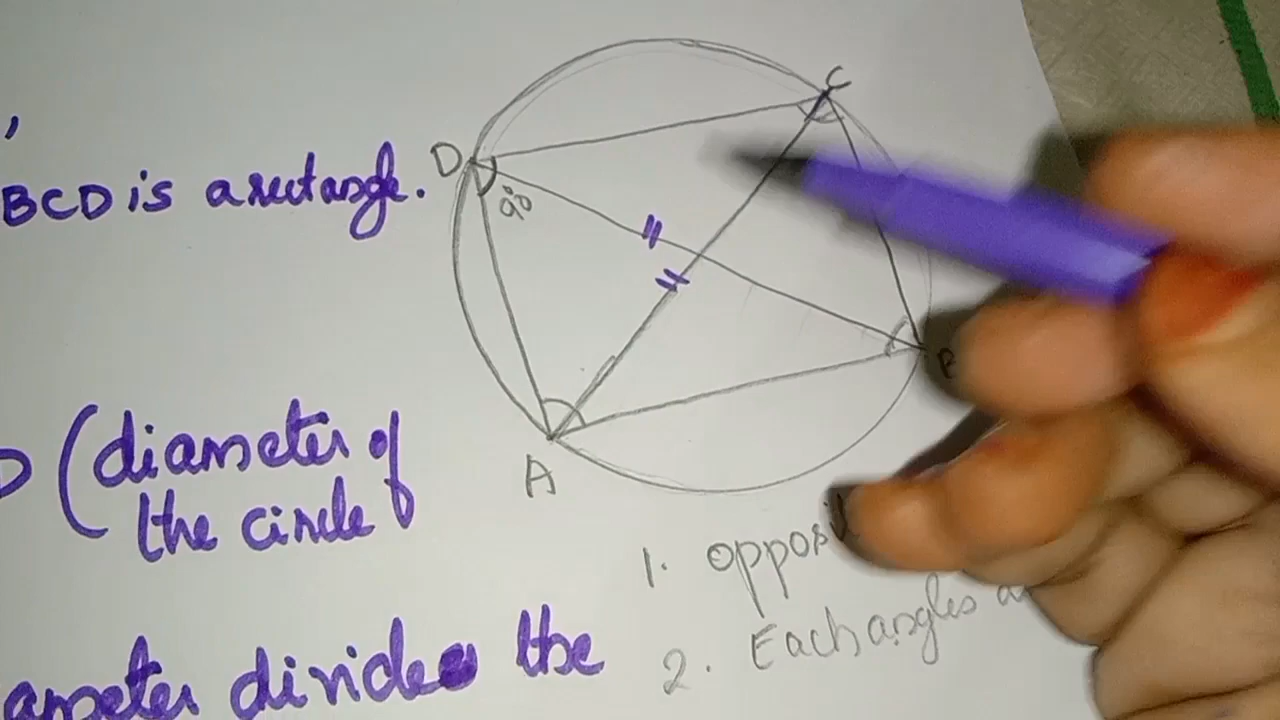 ,
BCD is a rectangle.
D
C
90°
B
A
D (diameter of
the circle
1. oppos
2. Each angles a
ameter divides the